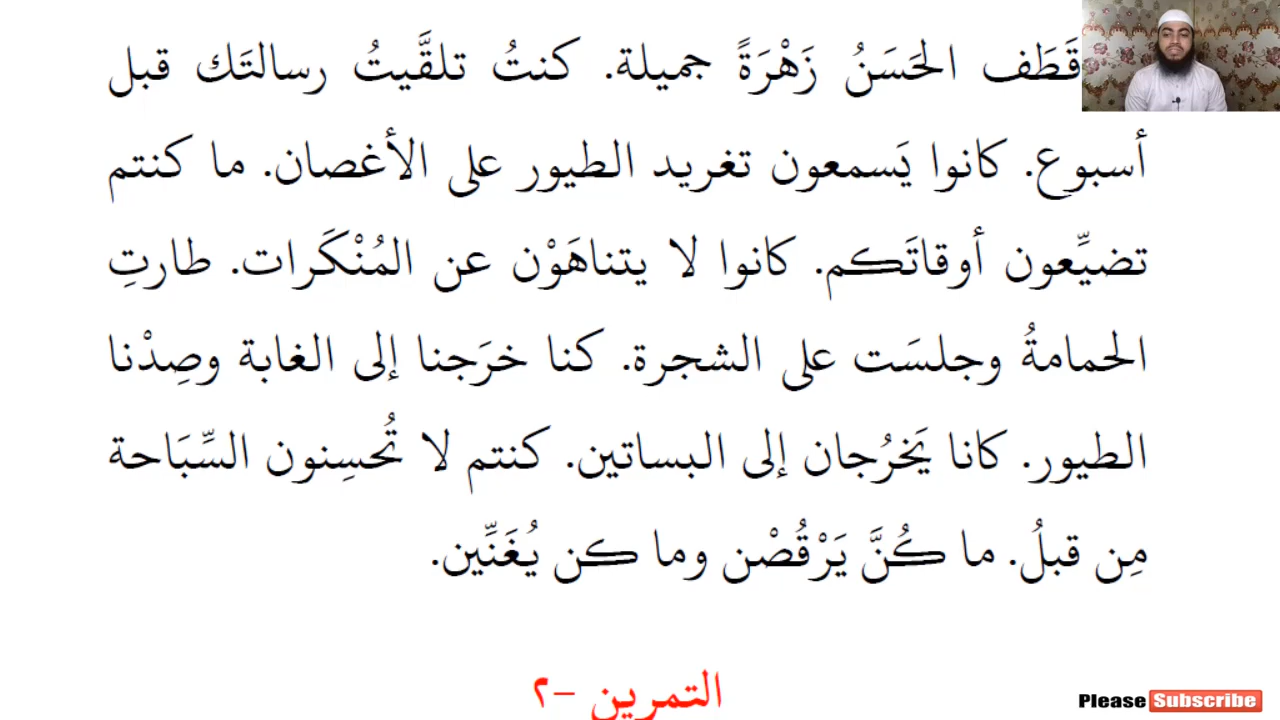 قَطَف الحَسَنُ زَهْرَةً جميلة. كنتُ تلقَّيتُ رسالتَك قبل
أسبوع. كانوا يَسمعون تغريد الطيور على الأغصان. ما كنتم
تضيِّعون أوقاتَكم. كانوا لا يتناهَوْن عن المُنْكَرات. طارتِ
الحمامةُ وجلسَت على الشجرة. كنا خرَجنا إلى الغابة وصِدْنا
الطيور. كانا يَخرُجان إلى البساتين. كنتم لا تُحسِنون السِّبَاحة
مِن قبلُ. ما كُنَّ يَرْقُصْن وما كن يُغَنِّين.
التمرين -٢
Please Subscribe